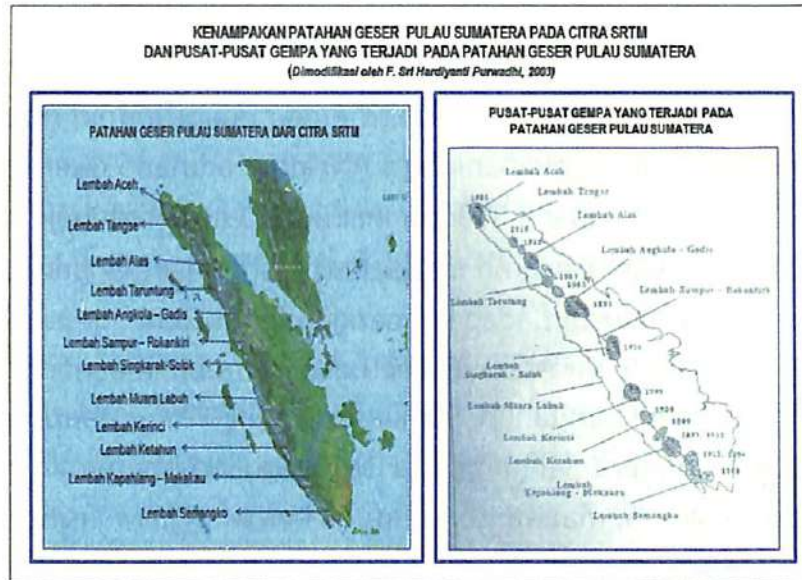 KENAMPAKAN PATAHAN GESER PULAU SUMATERA PADA CITRA SRTM
DAN PUSAT-PUSAT GEMPA YANG TERJADI PADA PATAHAN GESER PULAU SUMATERA
(Dimodifikasi oleh F. Sri Hardiyanti Purwadhi, 2003)
PATAHAN GESER PULAU SUMATERA DARI CITRA SRTM
Lembah Aceh
Lembah Tangse
Lembah Alas
Lembah Taruntung
Lembah Angkola – Gadis
Lembah Sampur – Rokankiri
Lembah Singkarak-Solok
Lembah Muara Labuh
Lembah Kerinci
Lembah Ketahun
Lembah Kapahiang – Makakau
Lembah Semangko
PUSAT-PUSAT GEMPA YANG TERJADI PADA
PATAHAN GESER PULAU SUMATERA
Lembah Aceh
Lembah Tangse
Lembah Alas
Lembah Angkola - Gadis
Lembah Tarutung
Lembah
Singkarak - Solok
Lembah Muara Labuh
Lembah Kerinci
Lembah Ketahun
Lembah
Lembah Semangko